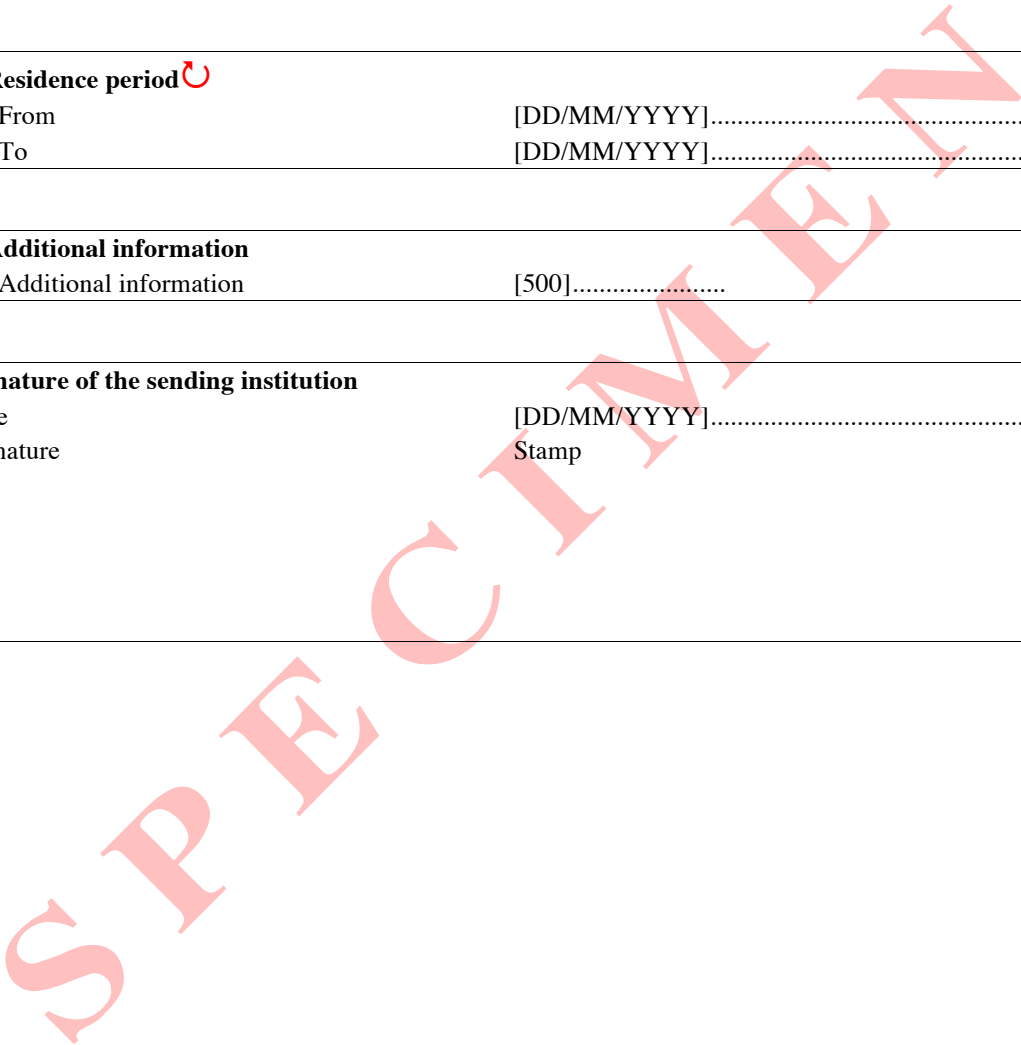 Residence period
From [DD/MM/YYYY]................................................
To [DD/MM/YYYY]................................................
Additional information
Additional information [500].......................
nature of the sending institution
e [DD/MM/YYYY]................................................
nature Stamp
SPECIMEN